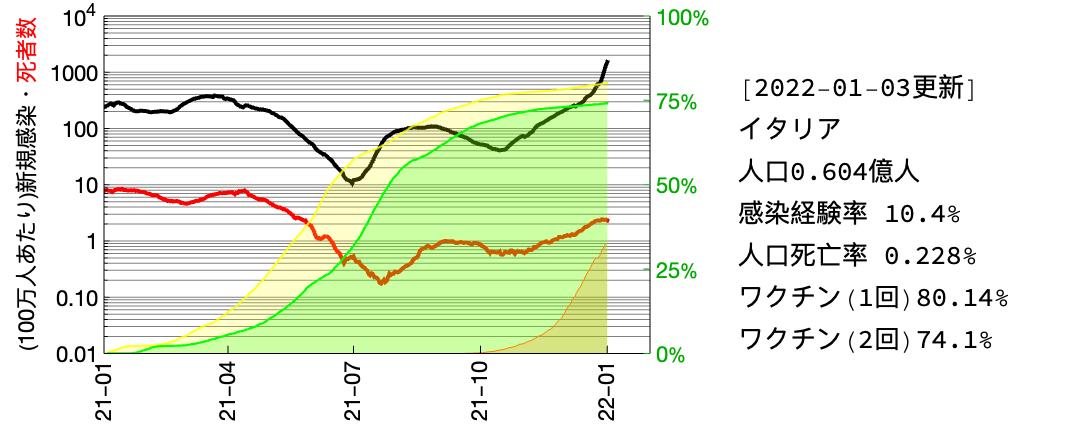 (100万人あたり)新規感染・死者数
10^4
1000
100
10
1
0.10
0.01
100%
75%
50%
25%
0%
21-01
21-04
21-07
21-10
22-01
[2022-01-03更新]
イタリア
人口0.604億人
感染経験率 10.4%
人口死亡率 0.228%
ワクチン(1回)80.14%
ワクチン(2回)74.1%